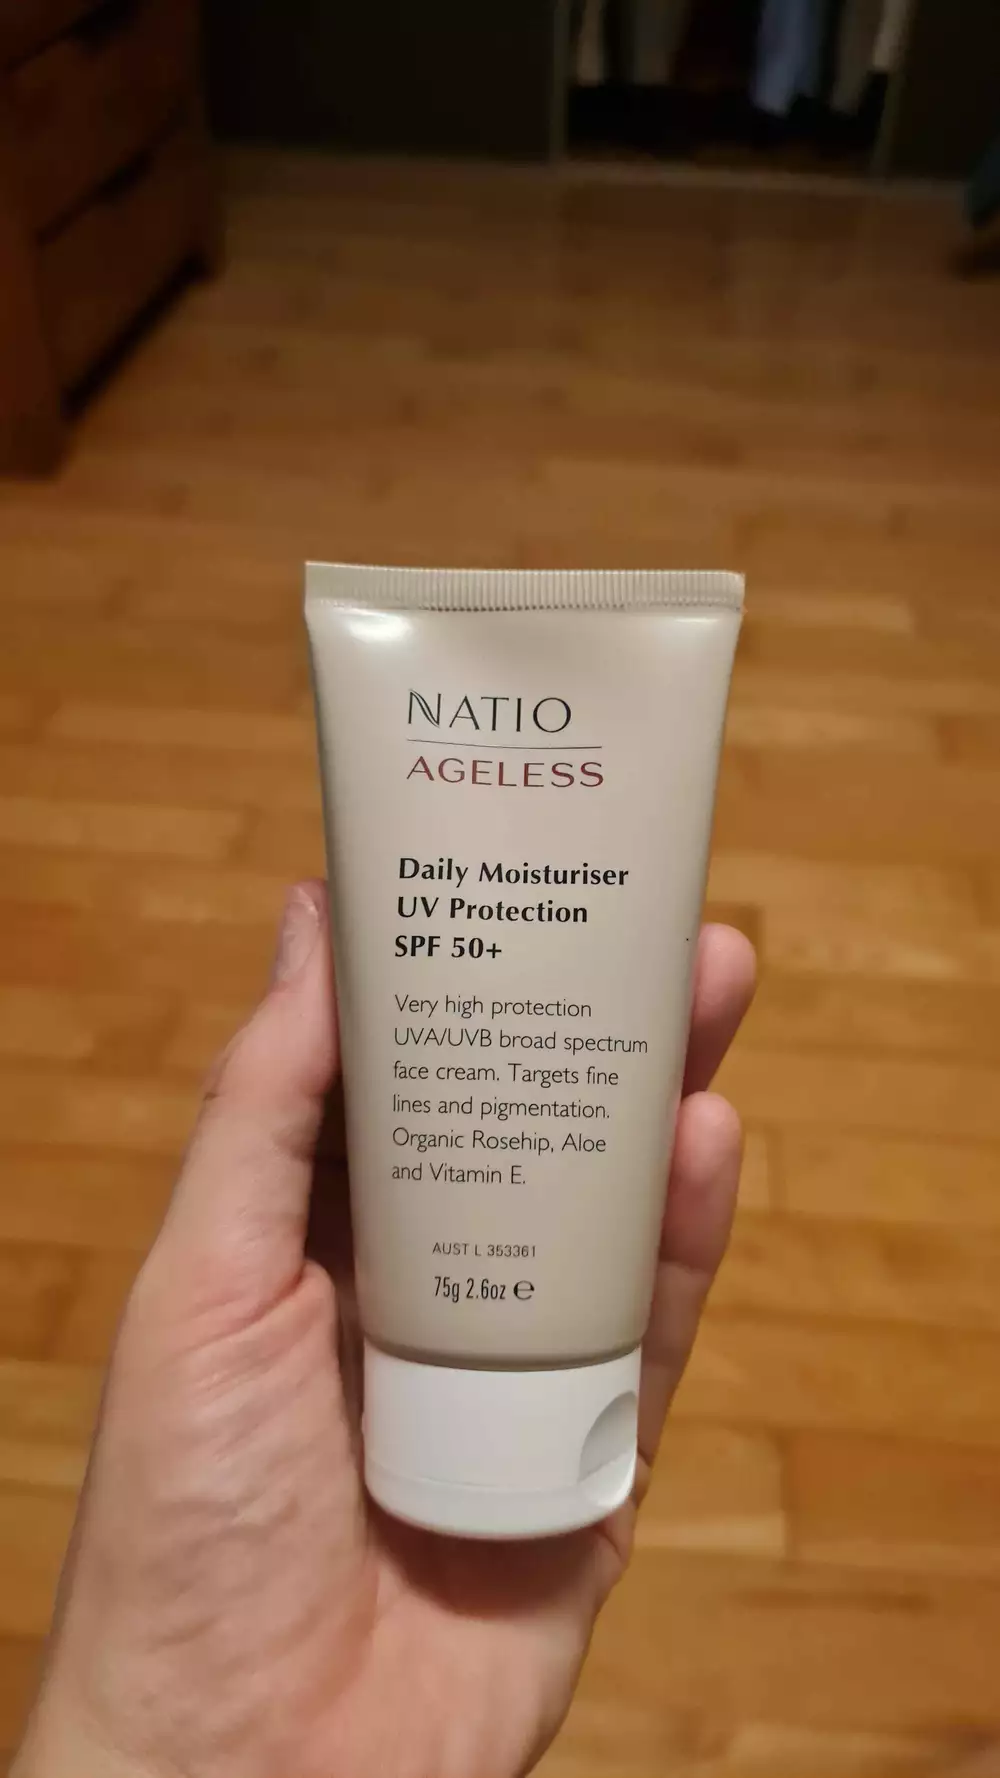 NATIO
AGELESS
Daily Moisturiser
UV Protection
SPF 50+
Very high protection
UVA/UVB broad spectrum
face cream. Targets fine
lines and pigmentation.
Organic Rosehip, Aloe
and Vitamin E.
AUST L 353361
75g 2.6oz ℮